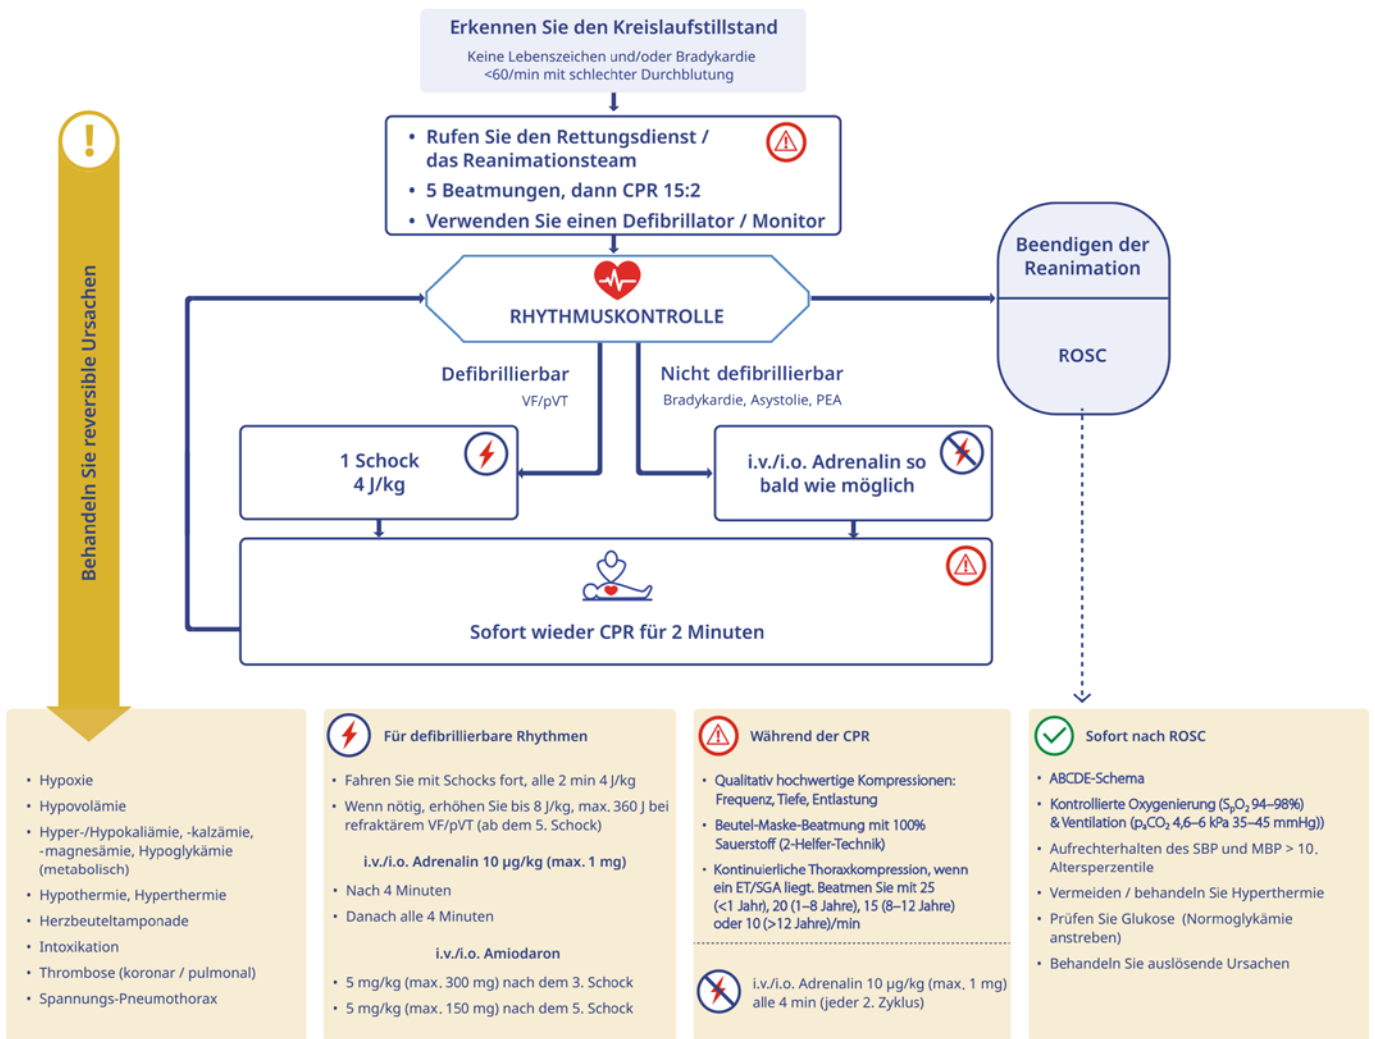 Erkennen Sie den Kreislaufstillstand
Keine Lebenszeichen und/oder Bradykardie
<60/min mit schlechter Durchblutung
!
Behandeln Sie reversible Ursachen
• Rufen Sie den Rettungsdienst /
das Reanimationsteam
• 5 Beatmungen, dann CPR 15:2
• Verwenden Sie einen Defibrillator / Monitor
RHYTHMUSKONTROLLE
Beendigen der
Reanimation
ROSC
Defibrillierbar
VF/pVT
Nicht defibrillierbar
Bradykardie, Asystolie, PEA
1 Schock
4 J/kg
i.v./i.o. Adrenalin so
bald wie möglich
Sofort wieder CPR für 2 Minuten
• Hypoxie
• Hypovolämie
• Hyper-/Hypokaliämie, -kalzämie,
-magnesämie, Hypoglykämie
(metabolisch)
• Hypothermie, Hyperthermie
• Herzbeuteltamponade
• Intoxikation
• Thrombose (koronar / pulmonal)
• Spannungs-Pneumothorax
Für defibrillierbare Rhythmen
• Fahren Sie mit Schocks fort, alle 2 min 4 J/kg
• Wenn nötig, erhöhen Sie bis 8 J/kg, max. 360 J bei
refraktärem VF/pVT (ab dem 5. Schock)
i.v./i.o. Adrenalin 10 µg/kg (max. 1 mg)
• Nach 4 Minuten
• Danach alle 4 Minuten
i.v./i.o. Amiodaron
• 5 mg/kg (max. 300 mg) nach dem 3. Schock
• 5 mg/kg (max. 150 mg) nach dem 5. Schock
Während der CPR
• Qualitativ hochwertige Kompressionen:
Frequenz, Tiefe, Entlastung
• Beutel-Maske-Beatmung mit 100%
Sauerstoff (2-Helfer-Technik)
• Kontinuierliche Thoraxkompression, wenn
ein ET/SGA liegt. Beatmen Sie mit 25
(<1 Jahr), 20 (1–8 Jahre), 15 (8–12 Jahre)
oder 10 (>12 Jahre)/min
i.v./i.o. Adrenalin 10 µg/kg (max. 1 mg)
alle 4 min (jeder 2. Zyklus)
Sofort nach ROSC
• ABCDE-Schema
• Kontrollierte Oxygenierung (SpO₂ 94–98%)
& Ventilation (paCO₂ 4,6–6 kPa 35–45 mmHg))
• Aufrechterhalten des SBP und MBP > 10.
Altersperzentile
• Vermeiden / behandeln Sie Hyperthermie
• Prüfen Sie Glukose (Normoglykämie
anstreben)
• Behandeln Sie auslösende Ursachen